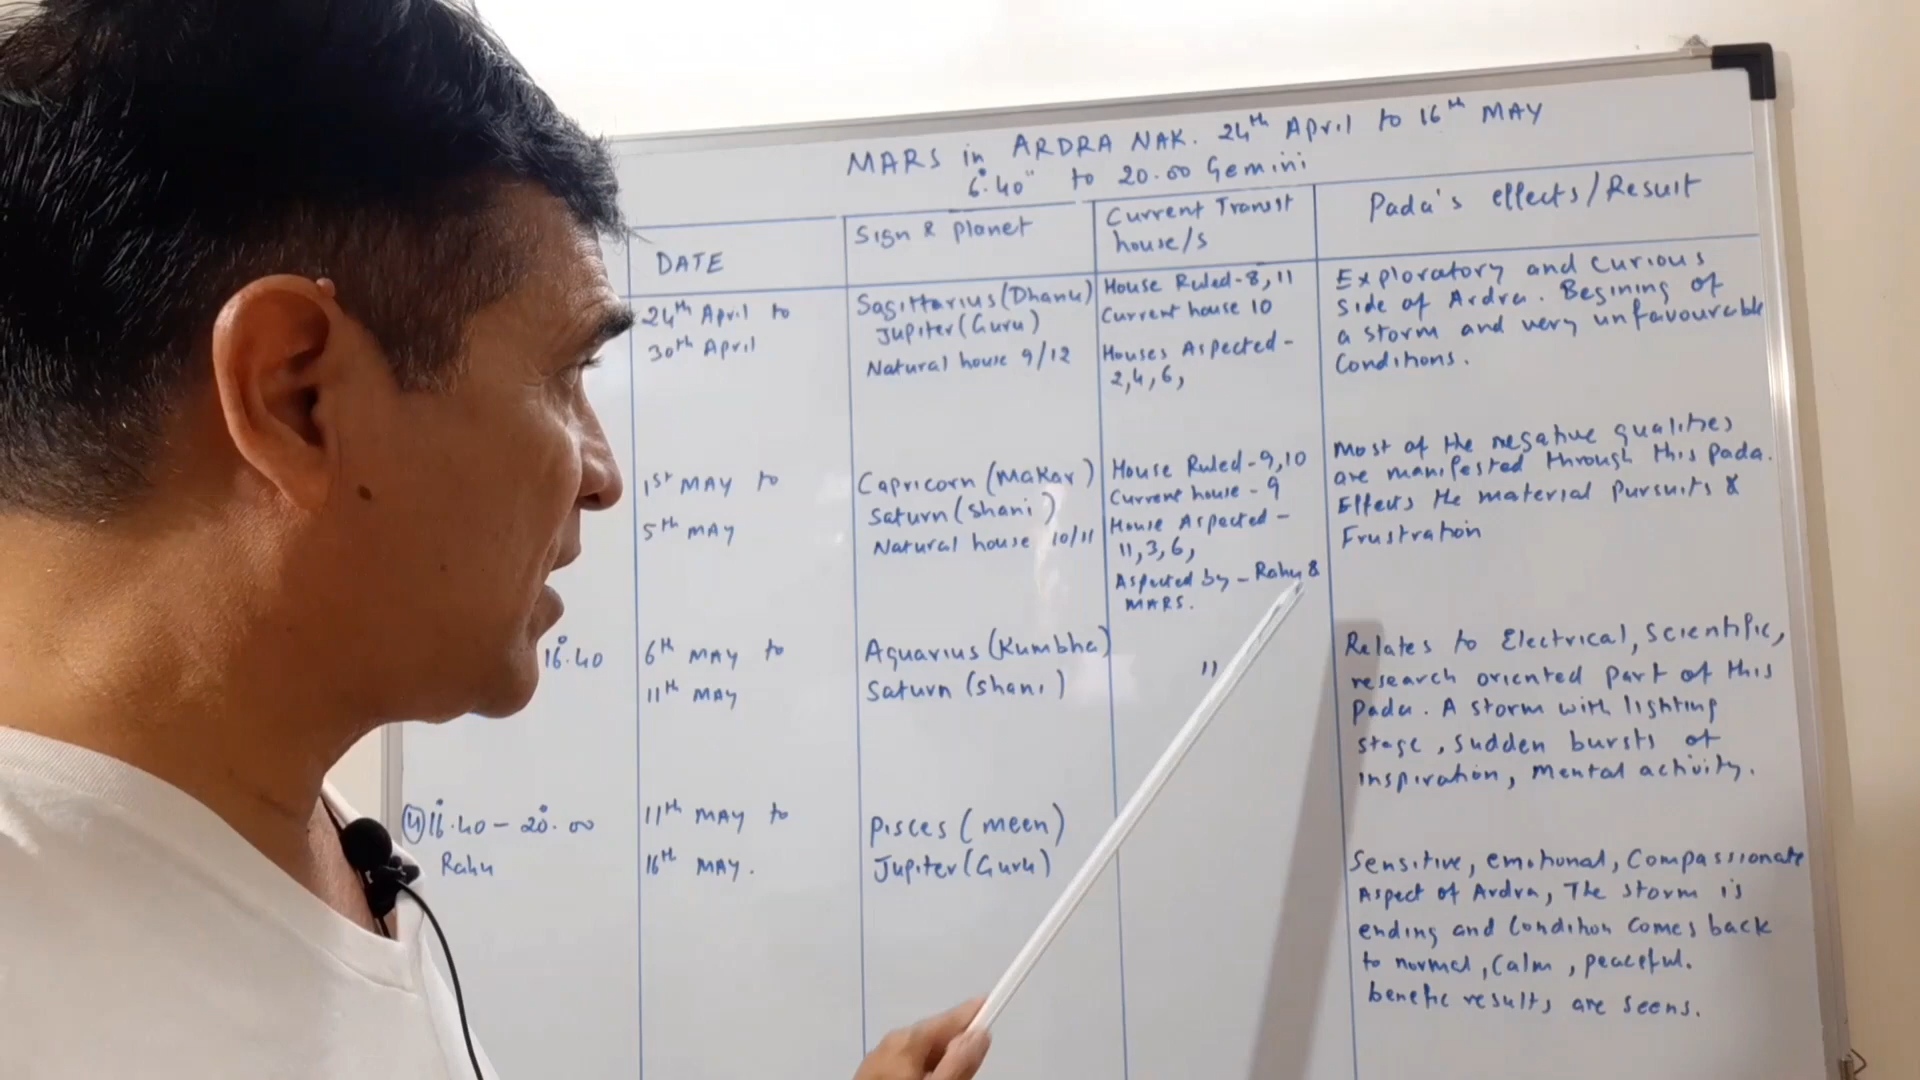 MARS in ARDRA NAK. 24th April to 16th MAY
6°.40" to 20.00 Gemini
DATE
Sign & planet
Current Transit
house/s
Pada's effects/Result
24th April to
30th April
Sagittarius (Dhanu)
Jupiter (Guru)
Natural house 9/12
House Ruled-8, 11
Current house 10
Houses Aspected-
2,4,6,
Exploratory and curious
side of Ardra. Begining of
a storm and very unfavourable
Conditions.
1st MAY to
5th MAY
Capricorn (Makar)
Saturn (Shani)
Natural house 10/11
House Ruled-9,10
Current house - 9
House Aspected -
11,3,6,
Aspected by - Rahu &
MARS.
Most of the negative qualities
are manifested through this pada.
Effects the material Pursuits &
Frustration
16°.40
6th MAY to
11th MAY
Aquarius (Kumbha)
Saturn (Shani)
"
Relates to Electrical, Scientific,
research oriented part of this
Pada. A storm with lighting
stage, sudden bursts of
inspiration, mental activity.
(4) 16°.40 - 20°.00
Rahu
11th MAY to
16th MAY.
Pisces (meen)
Jupiter (Guru)
Sensitive, emotional, Compassionate
Aspect of Ardra, The storm is
ending and Condition comes back
to normal, Calm, peaceful.
benefic results are seens.